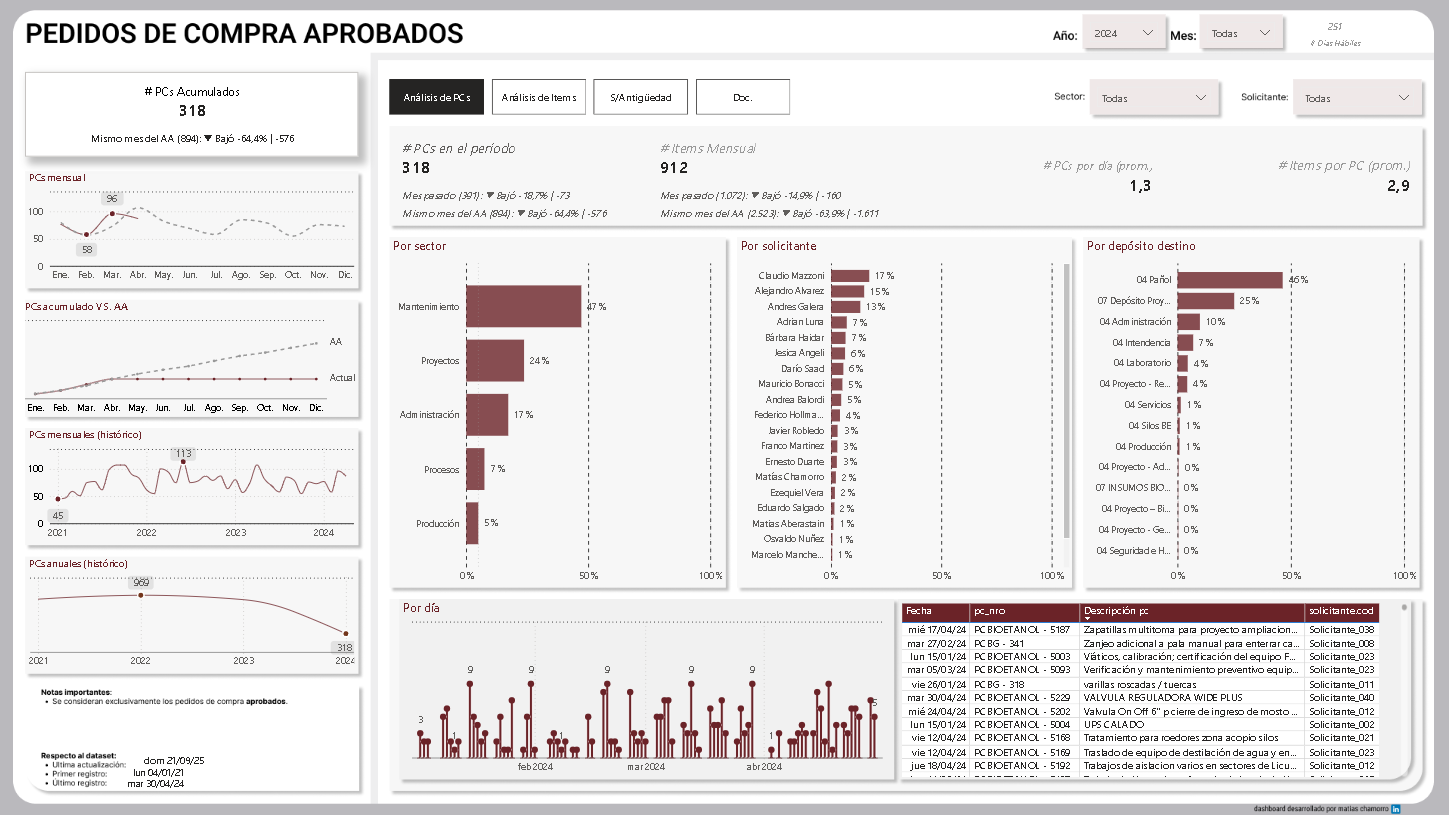 PEDIDOS DE COMPRA APROBADOS
Año: 2024 Mes: Todas
251
# Días Hábiles
# PCs Acumulados
318
Mismo mes del AA (894): ▼ Bajó -64,4% | -576
Análisis de PCs
Análisis de Items
S/Antigüedad
Doc.
Sector: Todas
Solicitante: Todas
# PCs en el período
318
Mes pasado (391): ▼ Bajó -18,7% | -73
Mismo mes del AA (894): ▼ Bajó -64,4% | -576
# Items Mensual
912
Mes pasado (1.072): ▼ Bajó -14,9% | -160
Mismo mes del AA (2.523): ▼ Bajó -63,9% | -1.611
# PCs por día (prom.)
1,3
# Items por PC (prom.)
2,9
PCs mensual
96
100
58
50
0
Ene. Feb. Mar. Abr. May. Jun. Jul. Ago. Sep. Oct. Nov. Dic.
PCs acumulado VS. AA
AA
Actual
Ene. Feb. Mar. Abr. May. Jun. Jul. Ago. Sep. Oct. Nov. Dic.
PCs mensuales (histórico)
113
100
50
45
0
2021 2022 2023 2024
PCs anuales (histórico)
969
318
2021 2022 2023 2024
Notas importantes:
• Se consideran exclusivamente los pedidos de compra aprobados.
Respecto al dataset:
• Ultima actualización: dom 21/09/25
• Primer registro: lun 04/01/21
• Último registro: mar 30/04/24
Por sector
Mantenimiento 47%
Proyectos 24%
Administración 17%
Procesos 7%
Producción 5%
0% 50% 100%
Por solicitante
Claudio Mazzoni 17%
Alejandro Alvarez 15%
Andres Galera 13%
Adrian Luna 7%
Bárbara Haidar 7%
Jesica Angeli 6%
Darío Saad 6%
Mauricio Bonacci 5%
Andrea Balordi 5%
Federico Hollma... 4%
Javier Robledo 3%
Franco Martinez 3%
Ernesto Duarte 3%
Matías Chamorro 2%
Ezequiel Vera 2%
Eduardo Salgado 2%
Matias Aberastain 1%
Osvaldo Nuñez 1%
Marcelo Manche... 1%
0% 50% 100%
Por depósito destino
04 Pañol 46%
07 Depósito Proy... 25%
04 Administración 10%
04 Intendencia 7%
04 Laboratorio 4%
04 Proyecto - Re... 4%
04 Servicios 1%
04 Silos BE 1%
04 Producción 1%
04 Proyecto - Ad... 0%
07 INSUMOS BIO... 0%
04 Proyecto – Bi... 0%
04 Proyecto - Ge... 0%
04 Seguridad e H... 0%
0% 50% 100%
Por día
3 1 9 9 1 9 9 9 1 5
feb 2024 mar 2024 abr 2024
Fecha pc_nro Descripción pc solicitante.cod
mié 17/04/24 PC BIOETANOL - 5187 Zapatillas multitoma para proyecto ampliacion... Solicitante_038
mar 27/02/24 PC BG - 341 Zanjeo adicional a pala manual para enterrar ca... Solicitante_008
lun 15/01/24 PC BIOETANOL - 5003 Viáticos, calibración; certificación del equipo F... Solicitante_023
mar 05/03/24 PC BIOETANOL - 5093 Verificación y mantenimiento preventivo equip... Solicitante_023
vie 26/01/24 PC BG - 318 varillas roscadas / tuercas Solicitante_011
mar 30/04/24 PC BIOETANOL - 5229 VALVULA REGULADORA WIDE PLUS Solicitante_040
mié 24/04/24 PC BIOETANOL - 5202 Valvula On Off 6" p cierre de ingreso de mosto ... Solicitante_012
lun 15/01/24 PC BIOETANOL - 5004 UPS CALADO Solicitante_002
vie 12/04/24 PC BIOETANOL - 5168 Tratamiento para roedores zona acopio silos Solicitante_021
vie 12/04/24 PC BIOETANOL - 5169 Traslado de equipo de destilación de agua y en... Solicitante_023
jue 18/04/24 PC BIOETANOL - 5192 Trabajos de aislacion varios en sectores de Licu... Solicitante_012
dashboard desarrollado por matías chamorro in